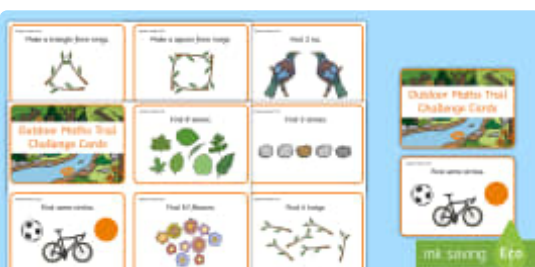 Make a triangle from twigs.
Make a square from twigs.
Find 2 tui.
Outdoor Maths Trail
Challenge Cards
Find 8 leaves.
Find 5 stones.
Find some circles.
Find 10 flowers.
Find 6 twigs.
Outdoor Maths Trail
Challenge Cards
Find some circles.
ink saving
Eco